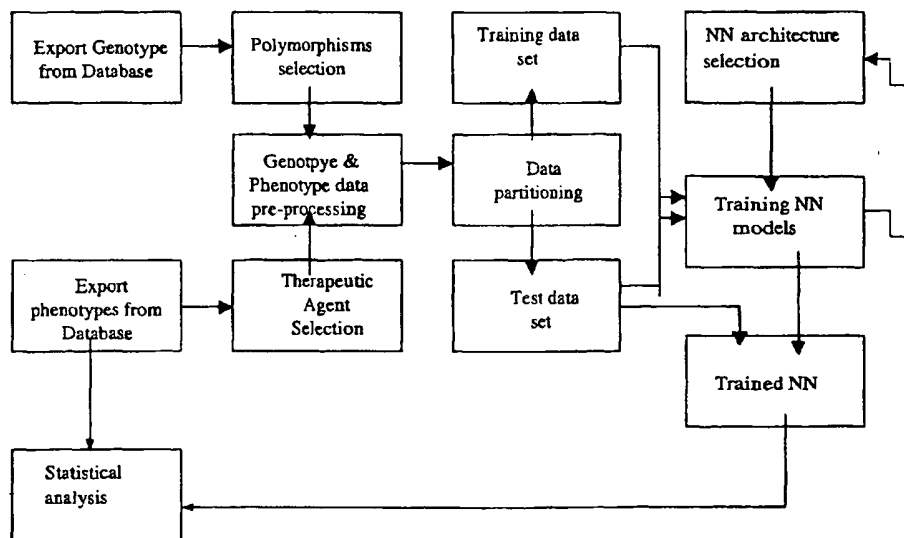 Export Genotype
from Database
Polymorphisms
selection
Training data
set
NN architecture
selection
Genotpye &
Phenotype data
pre-processing
Data
partitioning
Training NN
models
Export
phenotypes from
Database
Therapeutic
Agent
Selection
Test data
set
Trained NN
Statistical
analysis